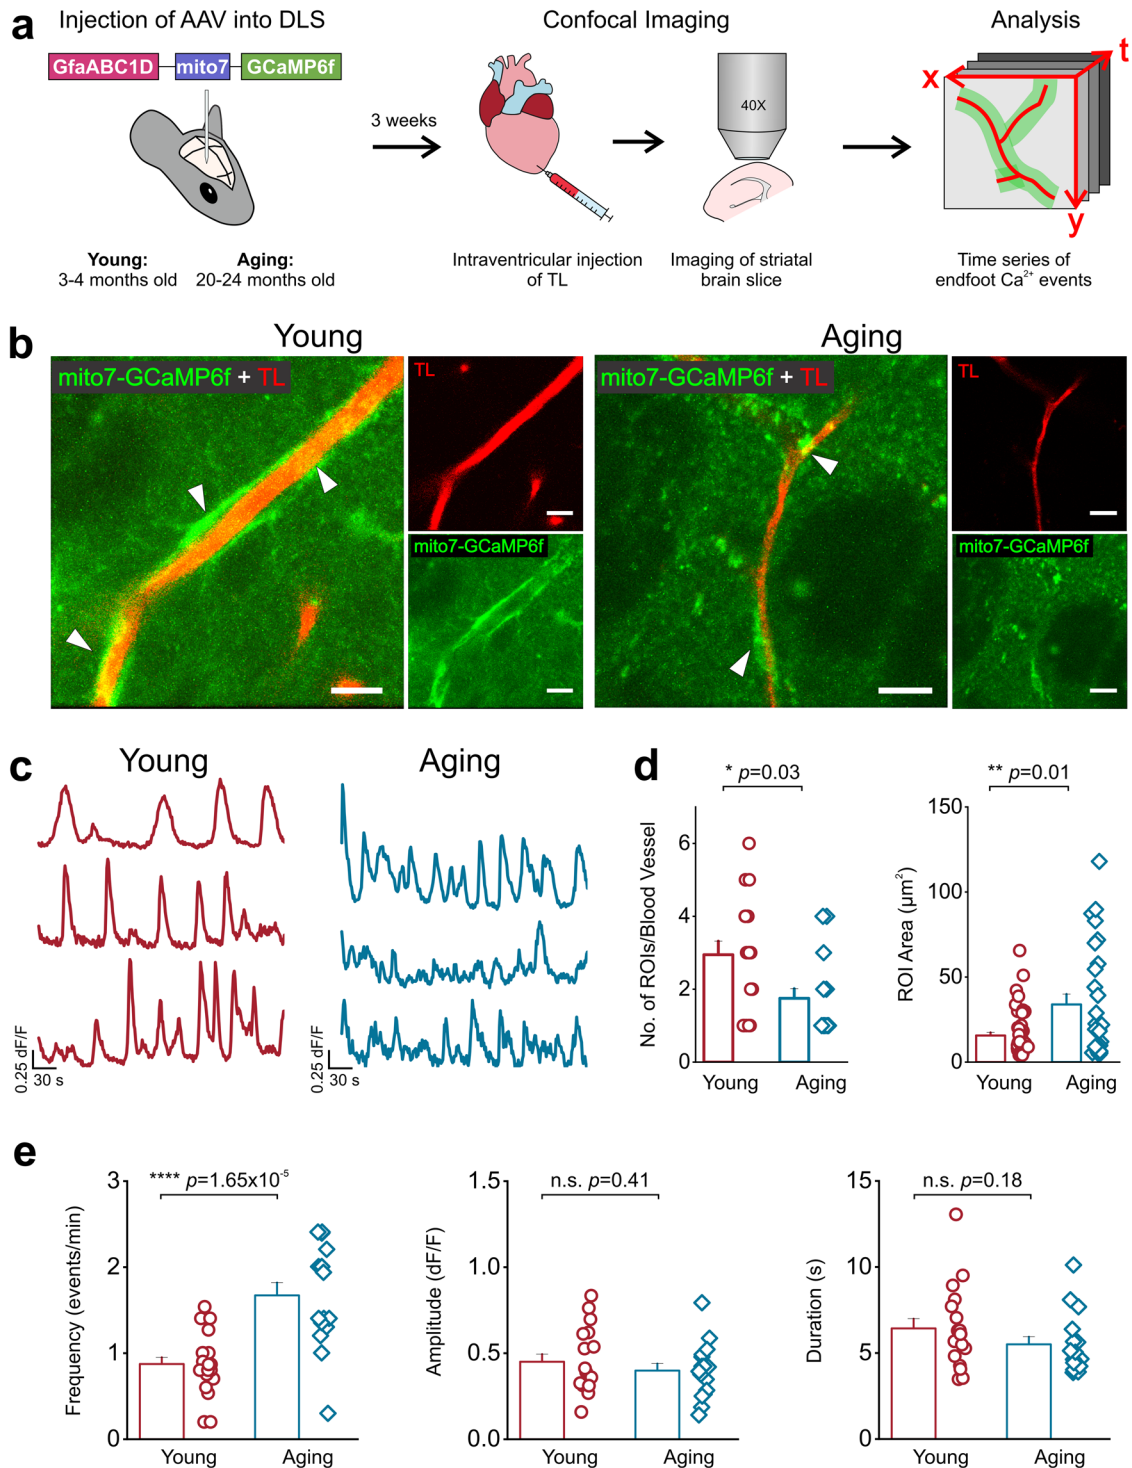 a
Injection of AAV into DLS
Confocal Imaging
Analysis
GfaABC1D mito7 GCaMP6f
3 weeks
40X
x
t
y
Young:
3-4 months old
Aging:
20-24 months old
Intraventricular injection
of TL
Imaging of striatal
brain slice
Time series of
endfoot Ca²⁺ events
b
Young
Aging
mito7-GCaMP6f + TL
TL
mito7-GCaMP6f
mito7-GCaMP6f + TL
TL
mito7-GCaMP6f
c
Young
Aging
0.25 dF/F
30 s
0.25 dF/F
30 s
d
* p=0.03
No. of ROIs/Blood Vessel
6
4
2
0
Young
Aging
** p=0.01
ROI Area (µm²)
150
100
50
0
Young
Aging
e
**** p=1.65x10⁻⁵
Frequency (events/min)
3
2
1
0
Young
Aging
n.s. p=0.41
Amplitude (dF/F)
1.5
1.0
0.5
0.0
Young
Aging
n.s. p=0.18
Duration (s)
15
10
5
0
Young
Aging